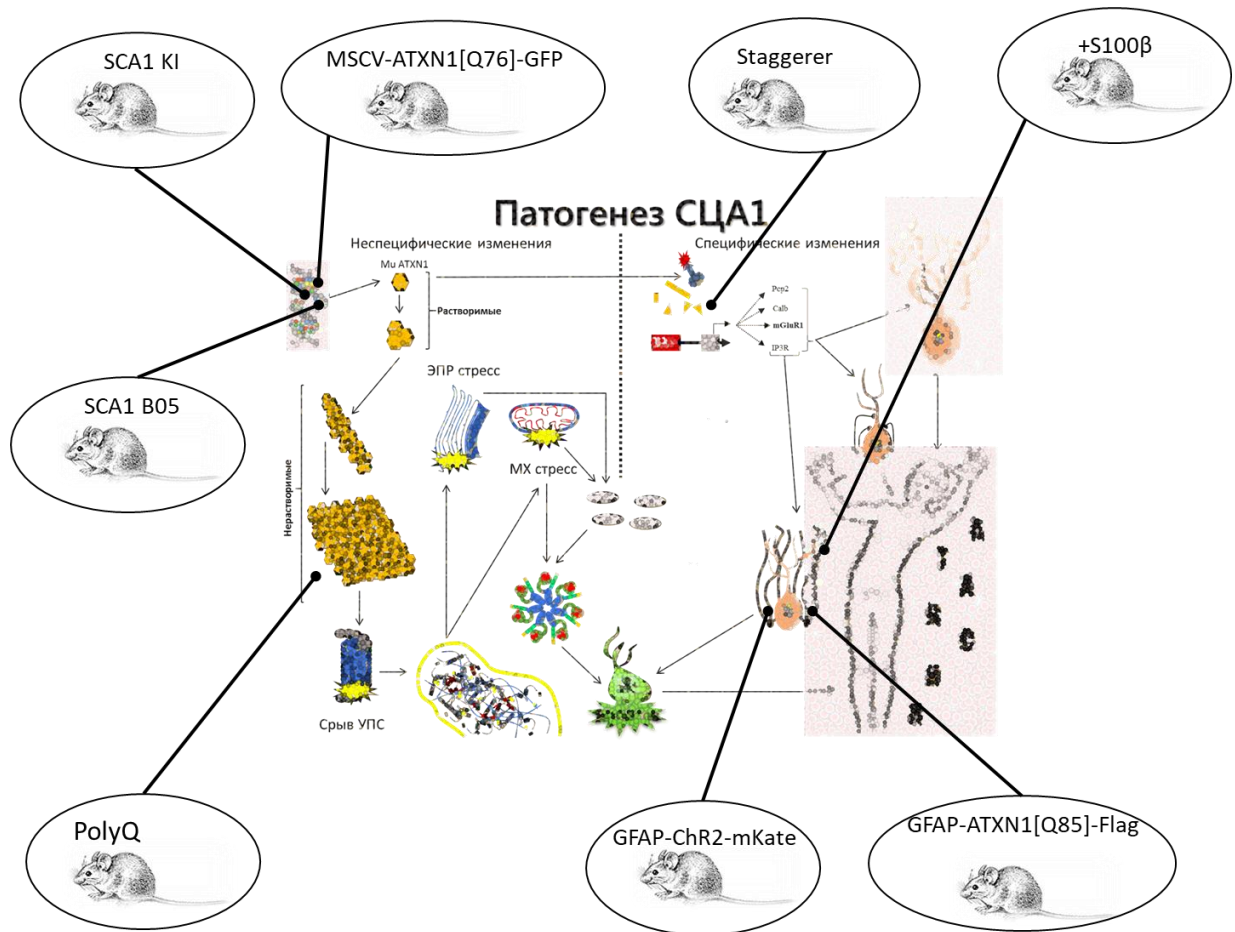 SCA1 KI
MSCV-ATXN1[Q76]-GFP
Staggerer
+S100β
Патогенез СЦА1
Неспецифические изменения
Специфические изменения
Mu ATXN1
Растворимые
Pcp2
Calb
mGluR1
IP3R
SCA1 B05
ЭПР стресс
МХ стресс
Нерастворимые
Срыв УПС
PolyQ
GFAP-ChR2-mKate
GFAP-ATXN1[Q85]-Flag